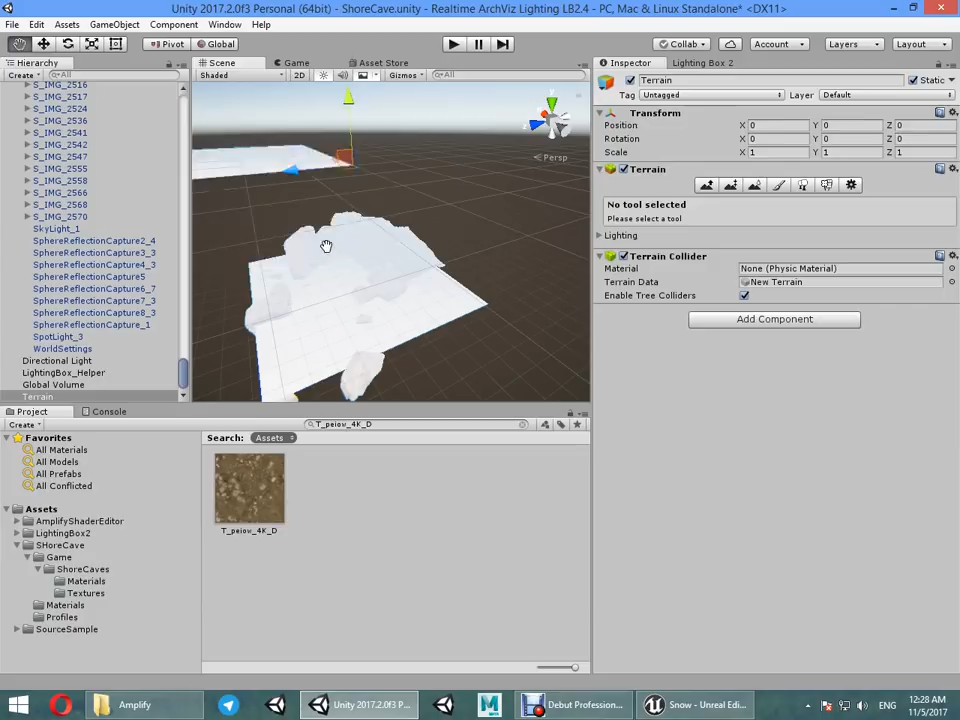 Unity 2017.2.0f3 Personal (64bit) - ShoreCave.unity - Realtime ArchViz Lighting LB2.4 - PC, Mac & Linux Standalone* <DX11>
File Edit Assets GameObject Component Window Help
Pivot Global Collab Account Layers Layout
Hierarchy
Create All
S_IMG_2516
S_IMG_2517
S_IMG_2524
S_IMG_2536
S_IMG_2541
S_IMG_2542
S_IMG_2547
S_IMG_2555
S_IMG_2558
S_IMG_2566
S_IMG_2568
S_IMG_2570
SkyLight_1
SphereReflectionCapture2_4
SphereReflectionCapture3_3
SphereReflectionCapture4_3
SphereReflectionCapture5
SphereReflectionCapture6_7
SphereReflectionCapture7_3
SphereReflectionCapture8_3
SphereReflectionCapture_1
SpotLight_3
WorldSettings
Directional Light
LightingBox_Helper
Global Volume
Terrain
Scene Game Asset Store
Shaded 2D Gizmos All
Persp
Inspector Lighting Box 2
Terrain Static
Tag Untagged Layer Default
Transform
Position X 0 Y 0 Z 0
Rotation X 0 Y 0 Z 0
Scale X 1 Y 1 Z 1
Terrain
No tool selected
Please select a tool
Lighting
Terrain Collider
Material None (Physic Material)
Terrain Data New Terrain
Enable Tree Colliders
Add Component
Project Console
Create T_peiow_4K_D
Favorites
All Materials
All Models
All Prefabs
All Conflicted
Assets
AmplifyShaderEditor
LightingBox2
SHoreCave
Game
ShoreCaves
Materials
Textures
Materials
Profiles
SourceSample
Search: Assets
T_peiow_4K_D
Amplify Unity 2017.2.0f3 P... Debut Profession... Snow - Unreal Edi...
ENG
12:28 AM
11/5/2017